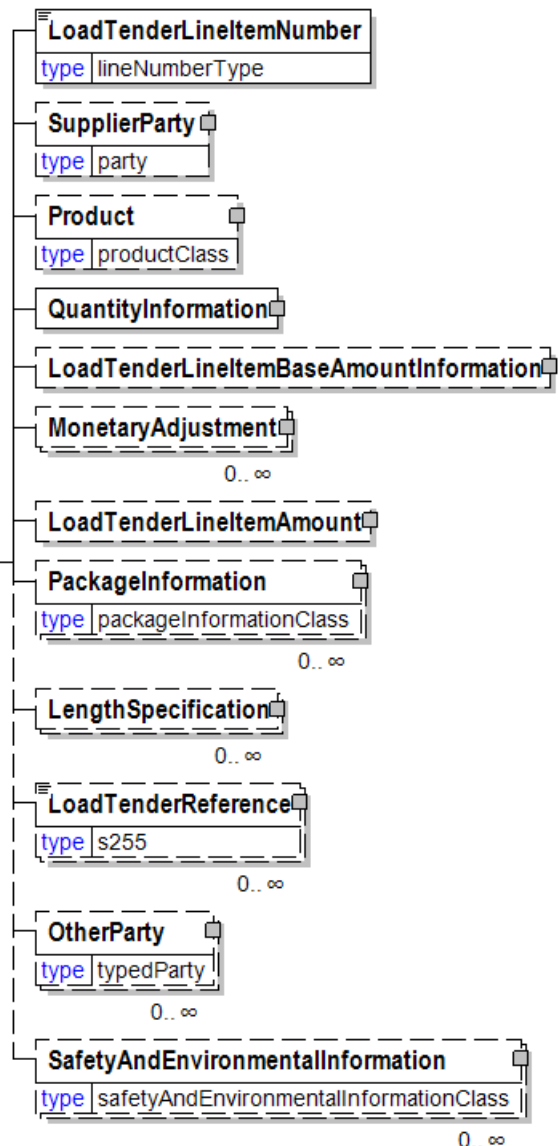 LoadTenderLineItemNumber
type lineNumberType
SupplierParty
type party
Product
type productClass
QuantityInformation
LoadTenderLineItemBaseAmountInformation
MonetaryAdjustment
0.. ∞
LoadTenderLineItemAmount
PackageInformation
type packageInformationClass
0.. ∞
LengthSpecification
0.. ∞
LoadTenderReference
type s255
0.. ∞
OtherParty
type typedParty
0.. ∞
SafetyAndEnvironmentalInformation
type safetyAndEnvironmentalInformationClass
0.. ∞